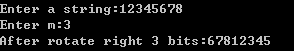 Enter a string:12345678
Enter m:3
After rotate right 3 bits:67812345